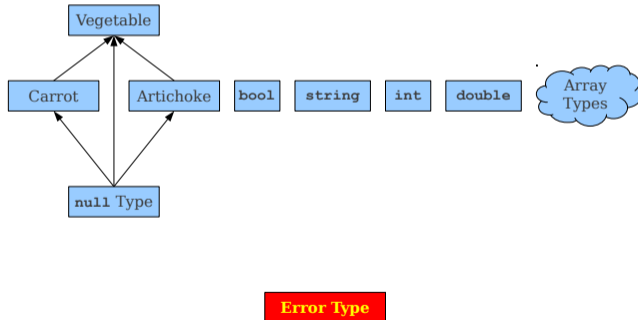 Vegetable
Carrot
Artichoke
bool
string
int
double
Array
Types
null Type
Error Type